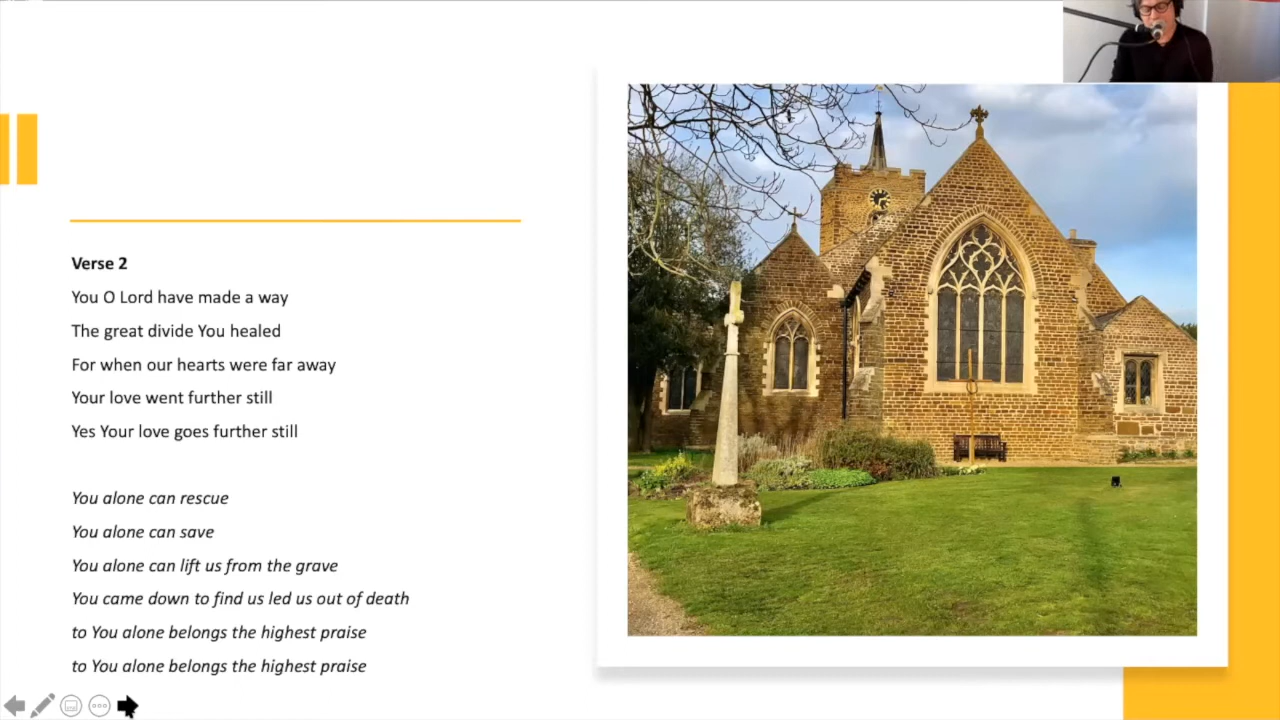 Verse 2
You O Lord have made a way
The great divide You healed
For when our hearts were far away
Your love went further still
Yes Your love goes further still
You alone can rescue
You alone can save
You alone can lift us from the grave
You came down to find us led us out of death
to You alone belongs the highest praise
to You alone belongs the highest praise